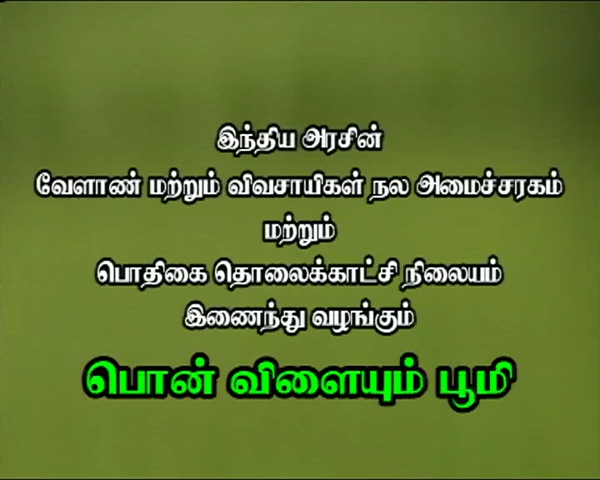 இந்திய அரசின்
வேளாண் மற்றும் விவசாயிகள் நல அமைச்சரகம்
மற்றும்
பொதிகை தொலைக்காட்சி நிலையம்
இணைந்து வழங்கும்
பொன் விளையும் பூமி